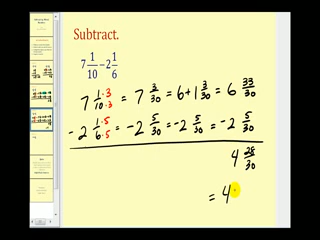 Subtract.
7 1/10 - 2 1/6
7 1/10 ·3/·3 = 7 3/30 = 6 + 1 3/30 = 6 33/30
- 2 1/6 ·5/·5 = -2 5/30 = -2 5/30 = -2 5/30
4 28/30
= 4